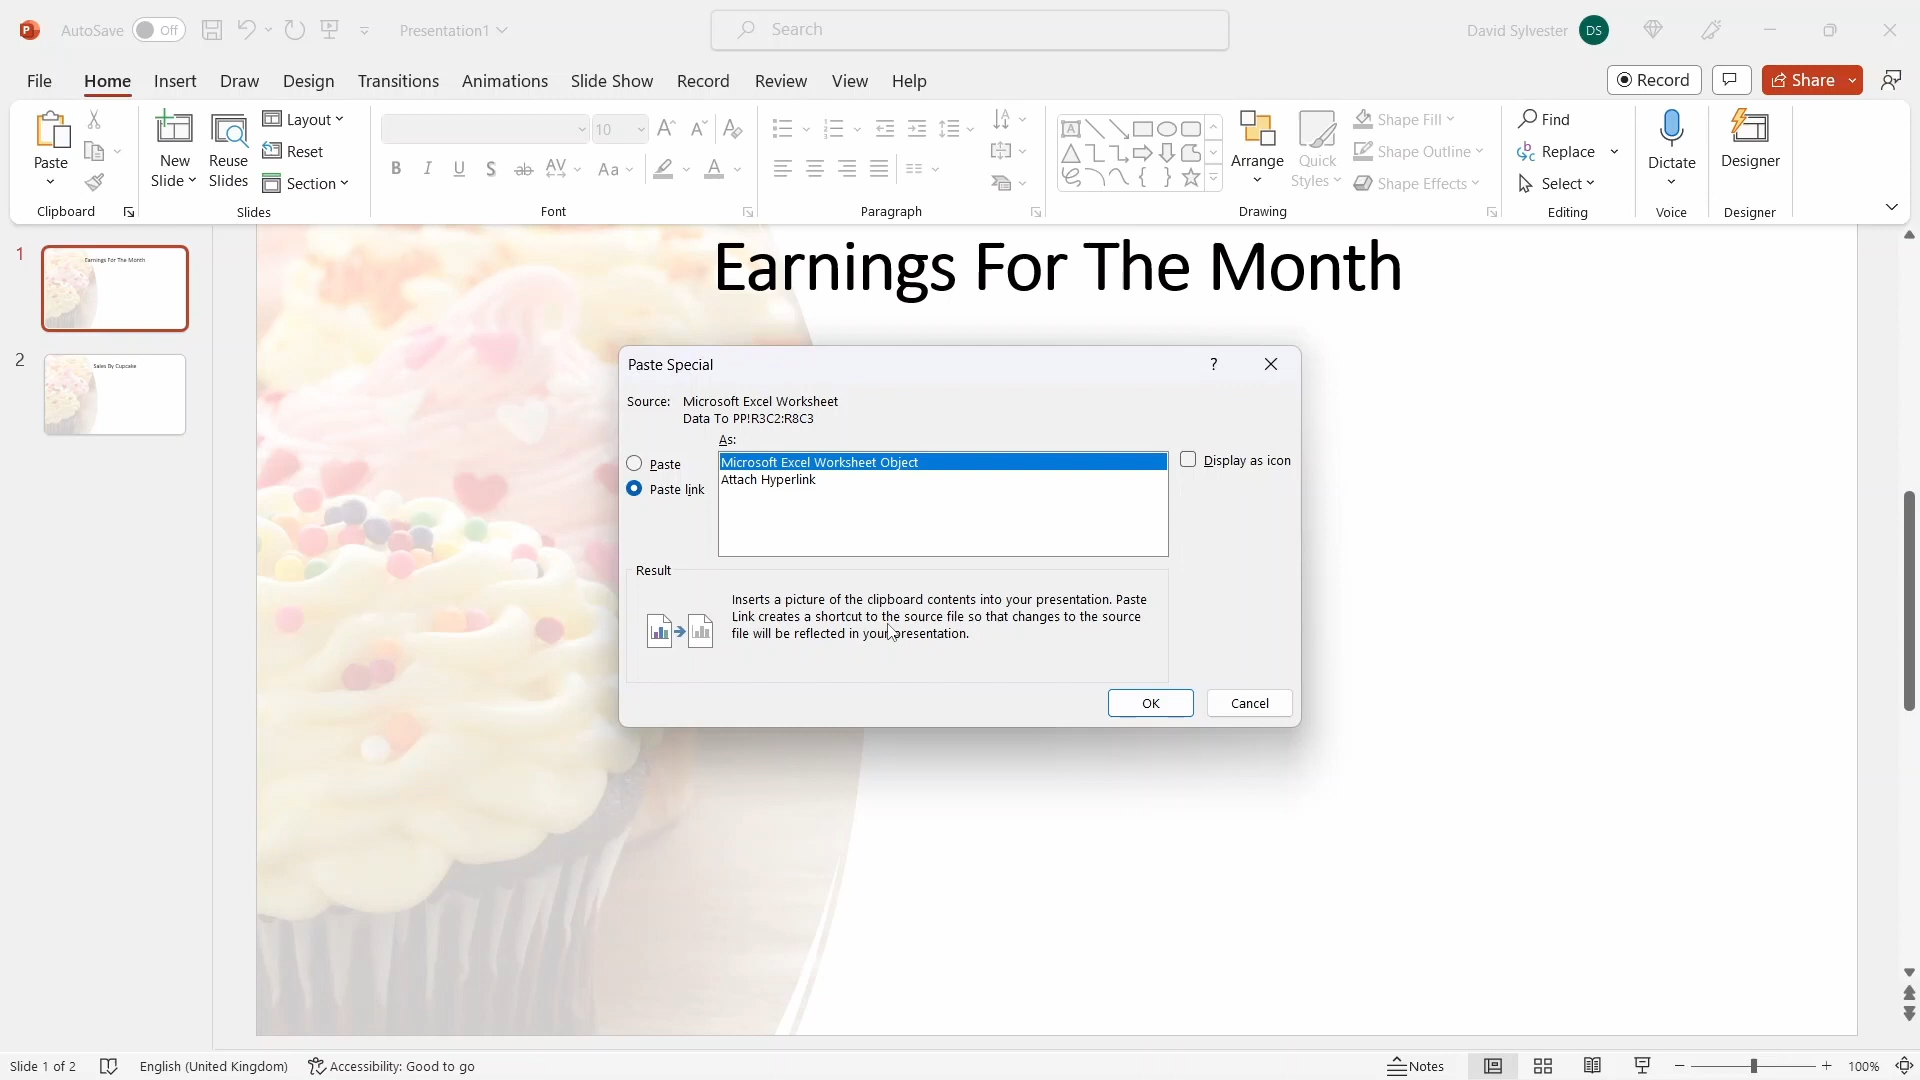 AutoSave Off Presentation1 Search David Sylvester DS
File Home Insert Draw Design Transitions Animations Slide Show Record Review View Help Record Share
Paste
Clipboard
New Slide
Reuse Slides
Layout
Reset
Section
Slides
10
B I U S ab AV Aa A
Font
Paragraph
Arrange
Quick Styles
Shape Fill
Shape Outline
Shape Effects
Drawing
Find
Replace
Select
Editing
Dictate
Voice
Designer
Designer
1
Earnings For The Month
2
Sales By Cupcake
Earnings For The Month
Paste Special ?
Source: Microsoft Excel Worksheet
Data To PP!R3C2:R8C3
As:
Paste
Paste link
Microsoft Excel Worksheet Object
Attach Hyperlink
Display as icon
Result
Inserts a picture of the clipboard contents into your presentation. Paste
Link creates a shortcut to the source file so that changes to the source
file will be reflected in your presentation.
OK Cancel
Slide 1 of 2 English (United Kingdom) Accessibility: Good to go Notes 100%